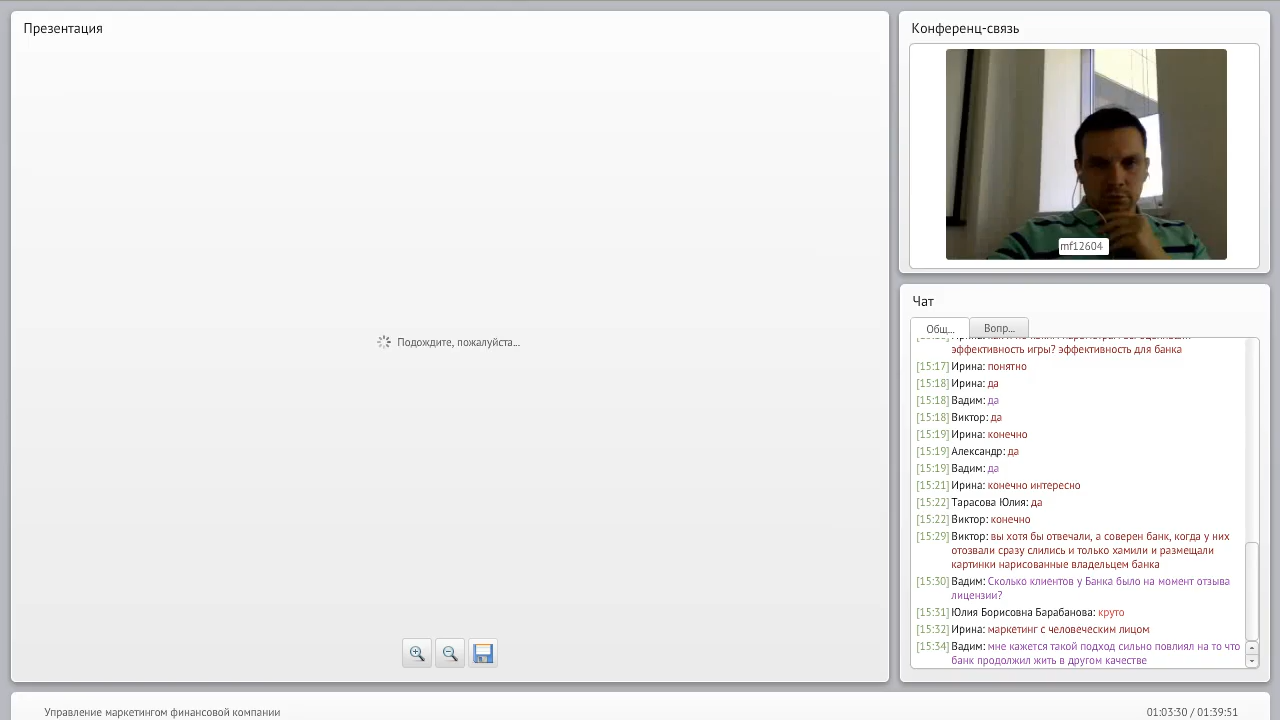 Презентация
Подождите, пожалуйста...
Конференц-связь
mf12604
Чат
Общ...
Вопр...
эффективность игры? эффективность для банка
[15:17] Ирина: понятно
[15:18] Ирина: да
[15:18] Вадим: да
[15:18] Виктор: да
[15:19] Ирина: конечно
[15:19] Александр: да
[15:19] Вадим: да
[15:21] Ирина: конечно интересно
[15:22] Тарасова Юлия: да
[15:22] Виктор: конечно
[15:29] Виктор: вы хотя бы отвечали, а соверен банк, когда у них
отозвали сразу слились и только хамили и размещали
картинки нарисованные владельцем банка
[15:30] Вадим: Сколько клиентов у Банка было на момент отзыва
лицензии?
[15:31] Юлия Борисовна Барабанова: круто
[15:32] Ирина: маркетинг с человеческим лицом
[15:34] Вадим: мне кажется такой подход сильно повлиял на то что
банк продолжил жить в другом качестве
Управление маркетингом финансовой компании
01:03:30 / 01:39:51